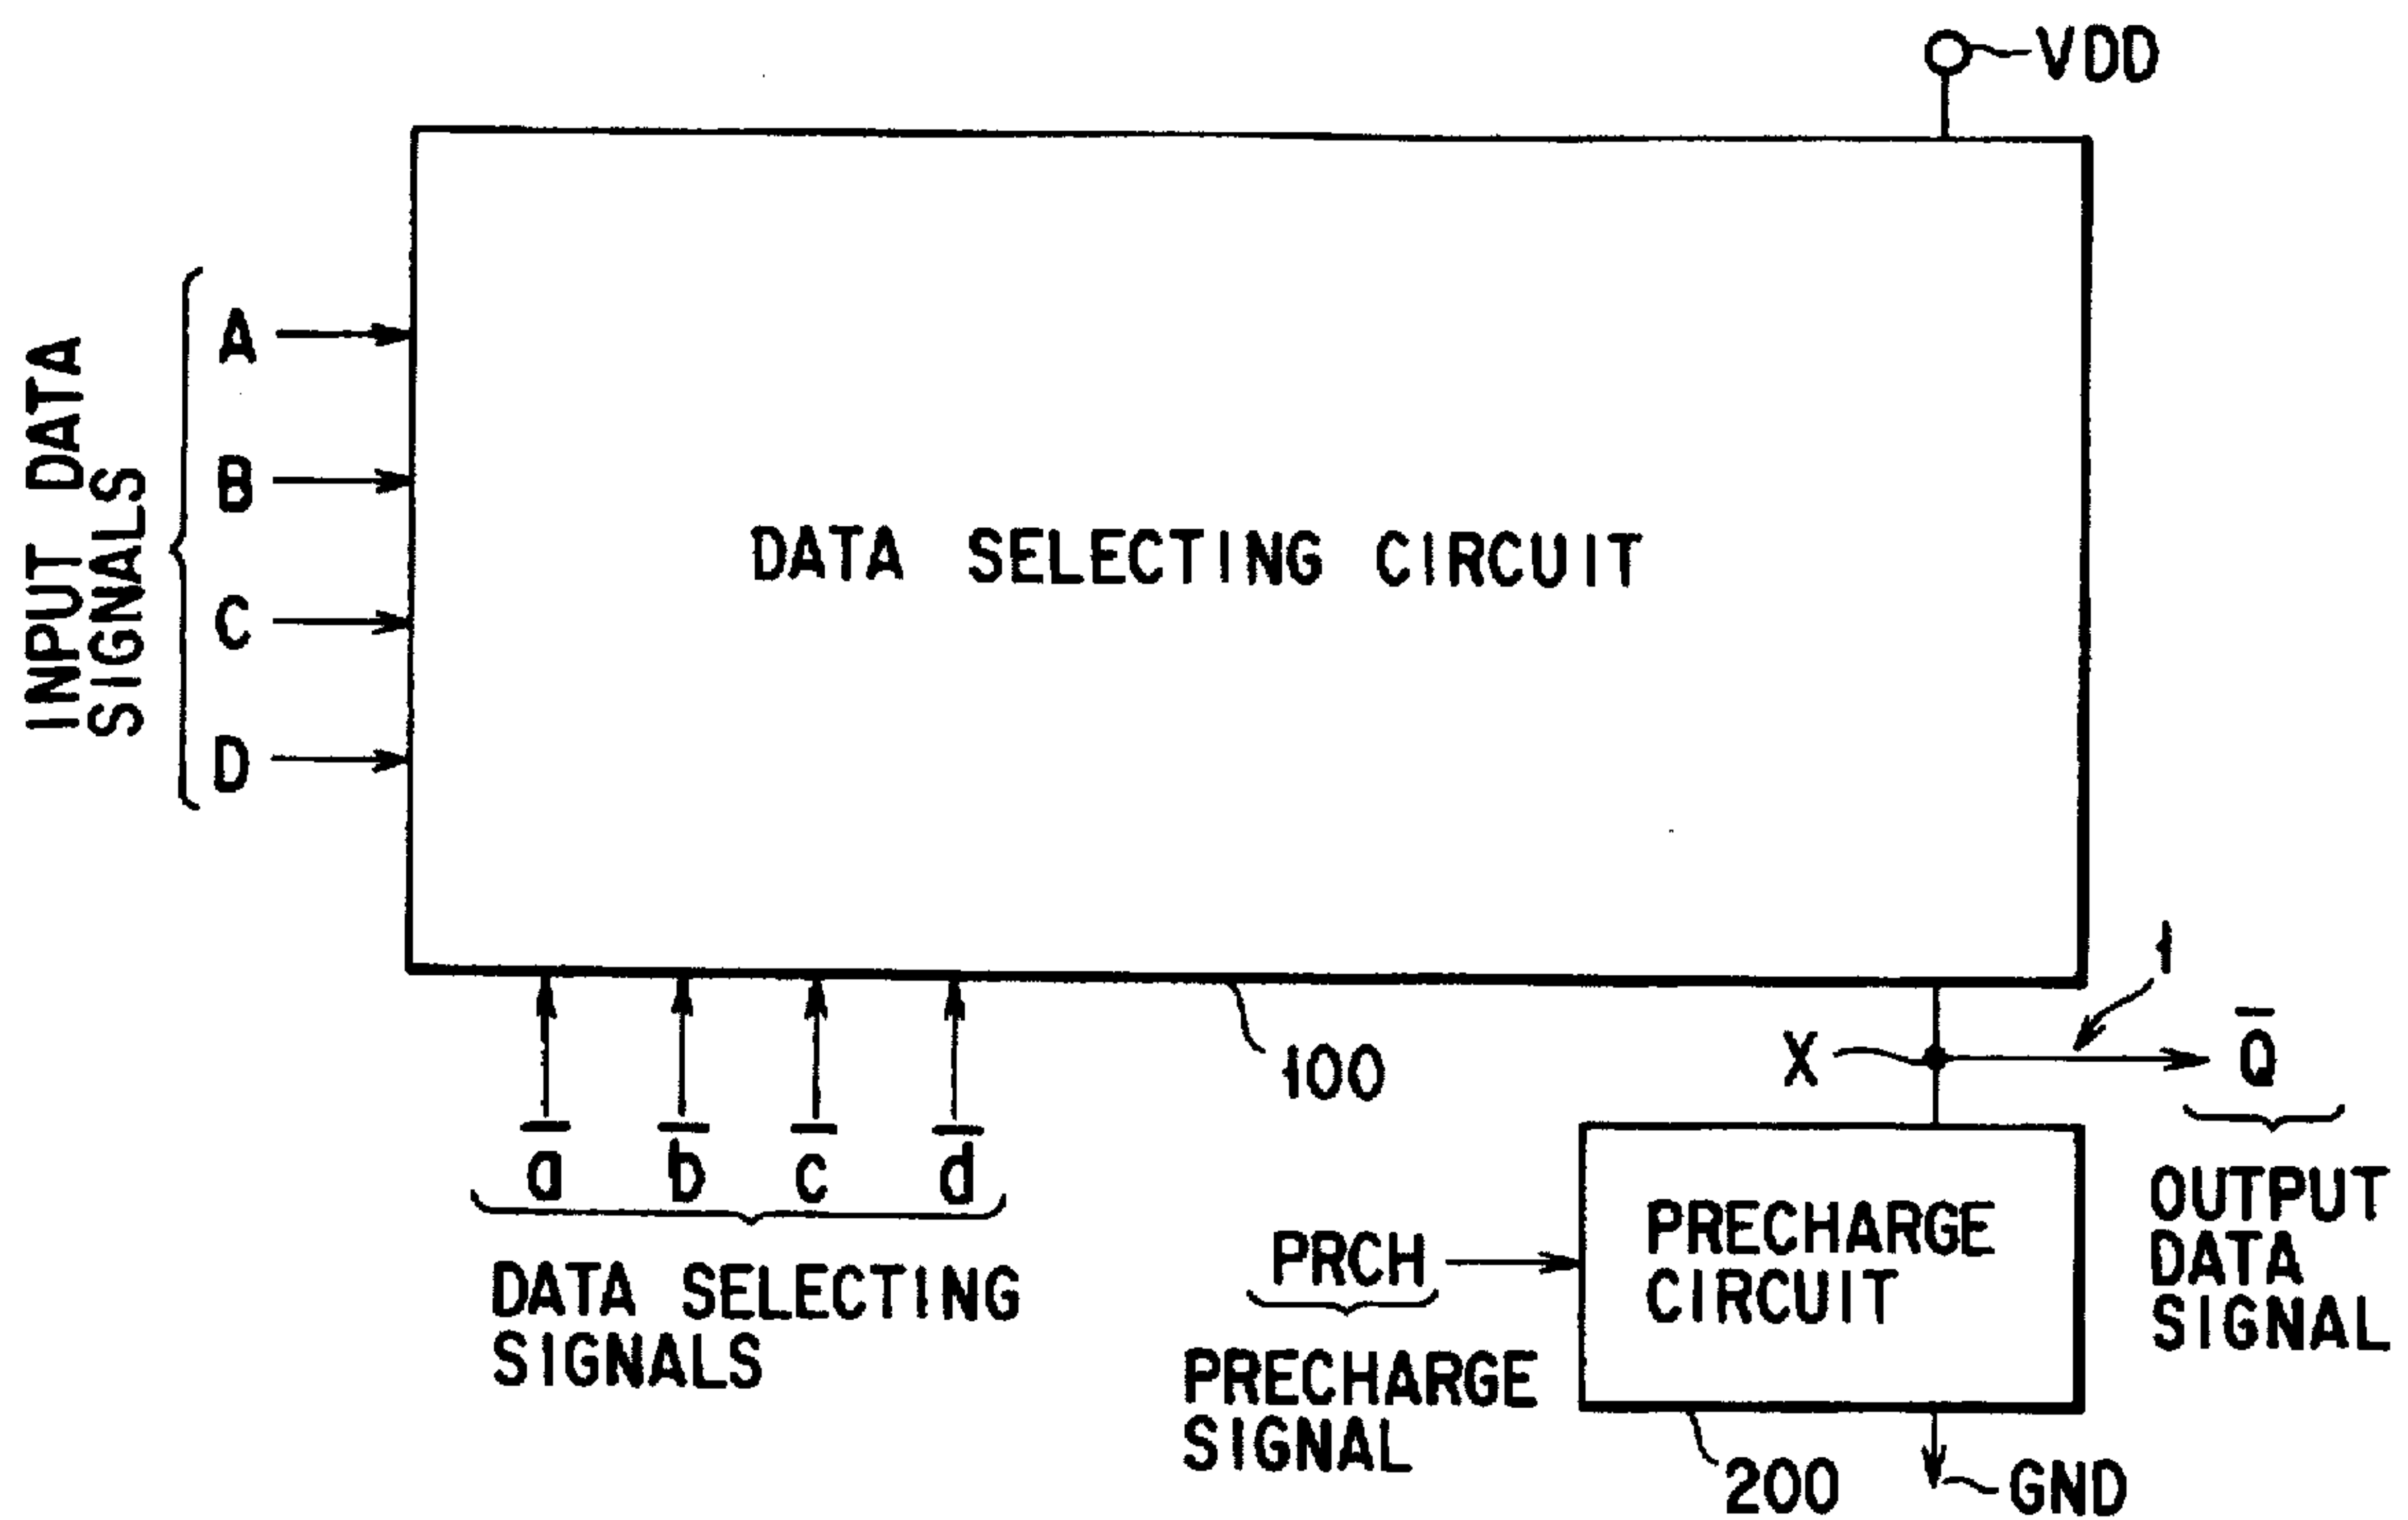 VDD
INPUT DATA
SIGNALS
A
B
C
D
DATA SELECTING CIRCUIT
1
100
X
Q̅
a̅ b̅ c̅ d̅
DATA SELECTING
SIGNALS
PRCH
PRECHARGE
SIGNAL
PRECHARGE
CIRCUIT
OUTPUT
DATA
SIGNAL
200
GND